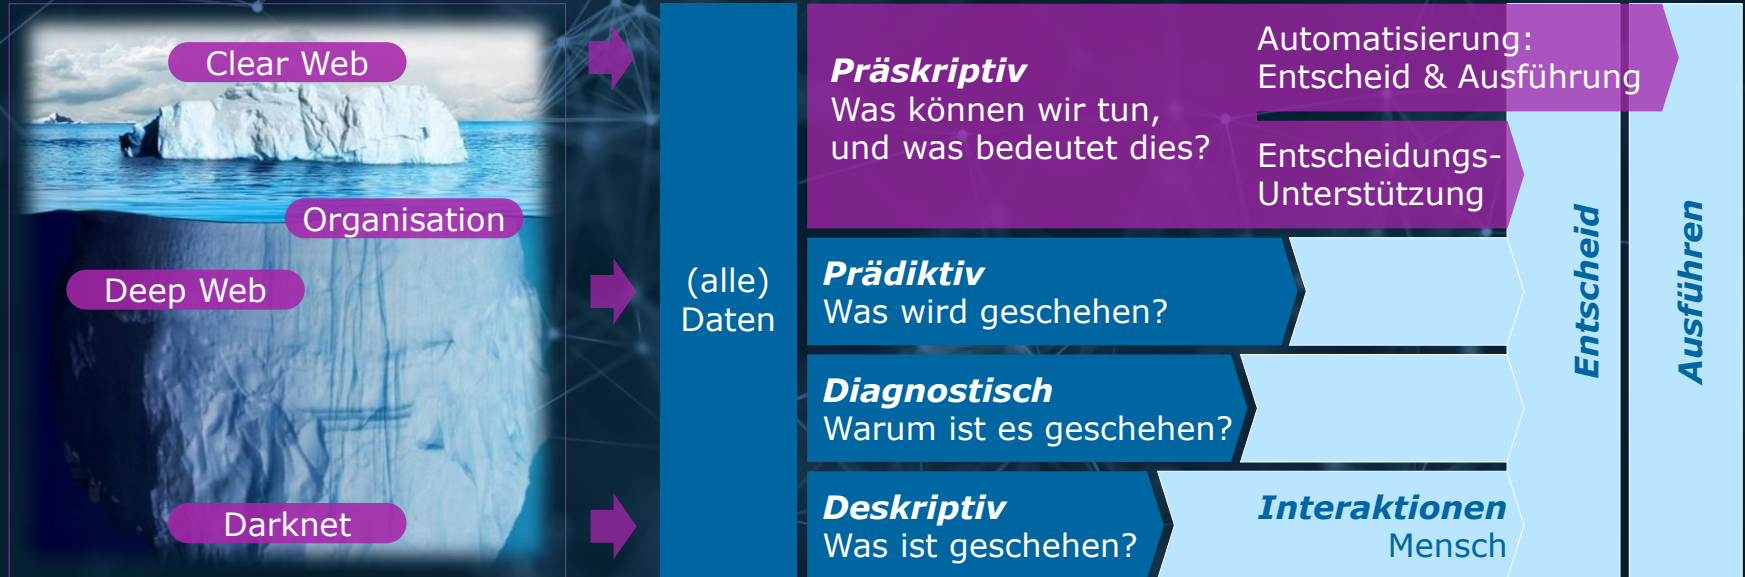 Clear Web
Organisation
Deep Web
Darknet
(alle)
Daten
Präskriptiv
Was können wir tun,
und was bedeutet dies?
Automatisierung:
Entscheid & Ausführung
Entscheidungs-
Unterstützung
Prädiktiv
Was wird geschehen?
Diagnostisch
Warum ist es geschehen?
Deskriptiv
Was ist geschehen?
Interaktionen
Mensch
Entscheid
Ausführen